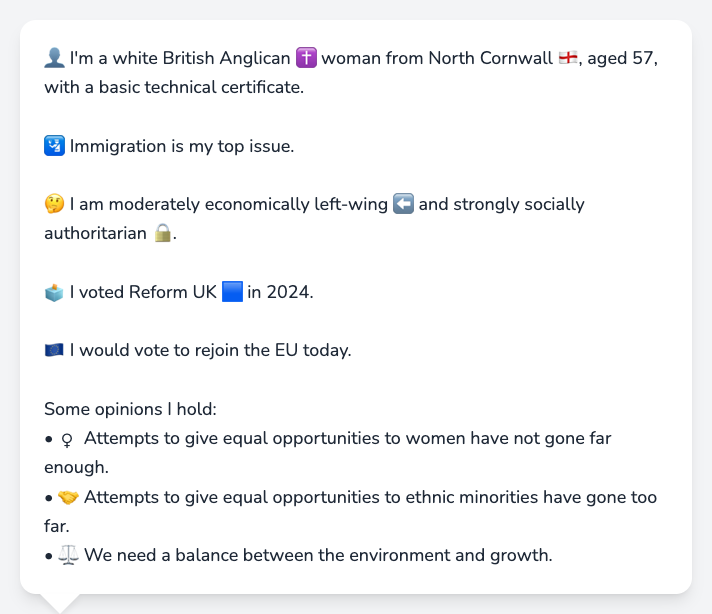 👤 I'm a white British Anglican ✝️ woman from North Cornwall 🏴󠁧󠁢󠁥󠁮󠁧󠁿, aged 57,
with a basic technical certificate.
🛂 Immigration is my top issue.
🤔 I am moderately economically left-wing ⬅️ and strongly socially
authoritarian 🔒.
🗳️ I voted Reform UK 🟦 in 2024.
🇪🇺 I would vote to rejoin the EU today.
Some opinions I hold:
• ♀ Attempts to give equal opportunities to women have not gone far
enough.
• 🤝 Attempts to give equal opportunities to ethnic minorities have gone too
far.
• ⚖️ We need a balance between the environment and growth.